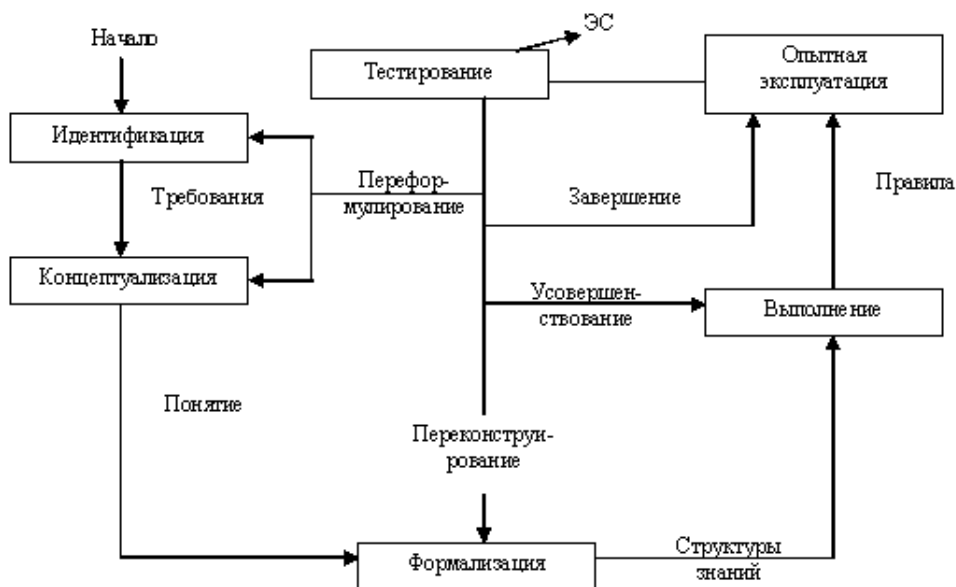 Начало
ЭС
Тестирование
Опытная
эксплуатация
Идентификация
Требования
Перефор-
мулирование
Завершение
Правила
Концептуализация
Усовершен-
ствование
Выполнение
Понятие
Переконструи-
рование
Формализация
Структуры
знаний